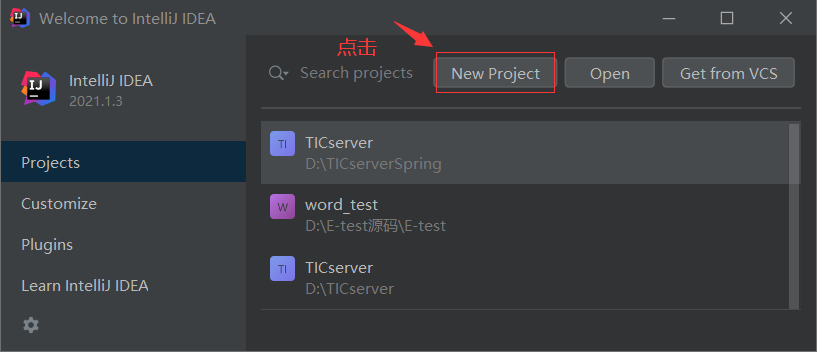 Welcome to IntelliJ IDEA
点击
IntelliJ IDEA
2021.1.3
Search projects
New Project
Open
Get from VCS
Projects
Customize
Plugins
Learn IntelliJ IDEA
TI
TICserver
D:\TICserverSpring
W
word_test
D:\E-test源码\E-test
TI
TICserver
D:\TICserver